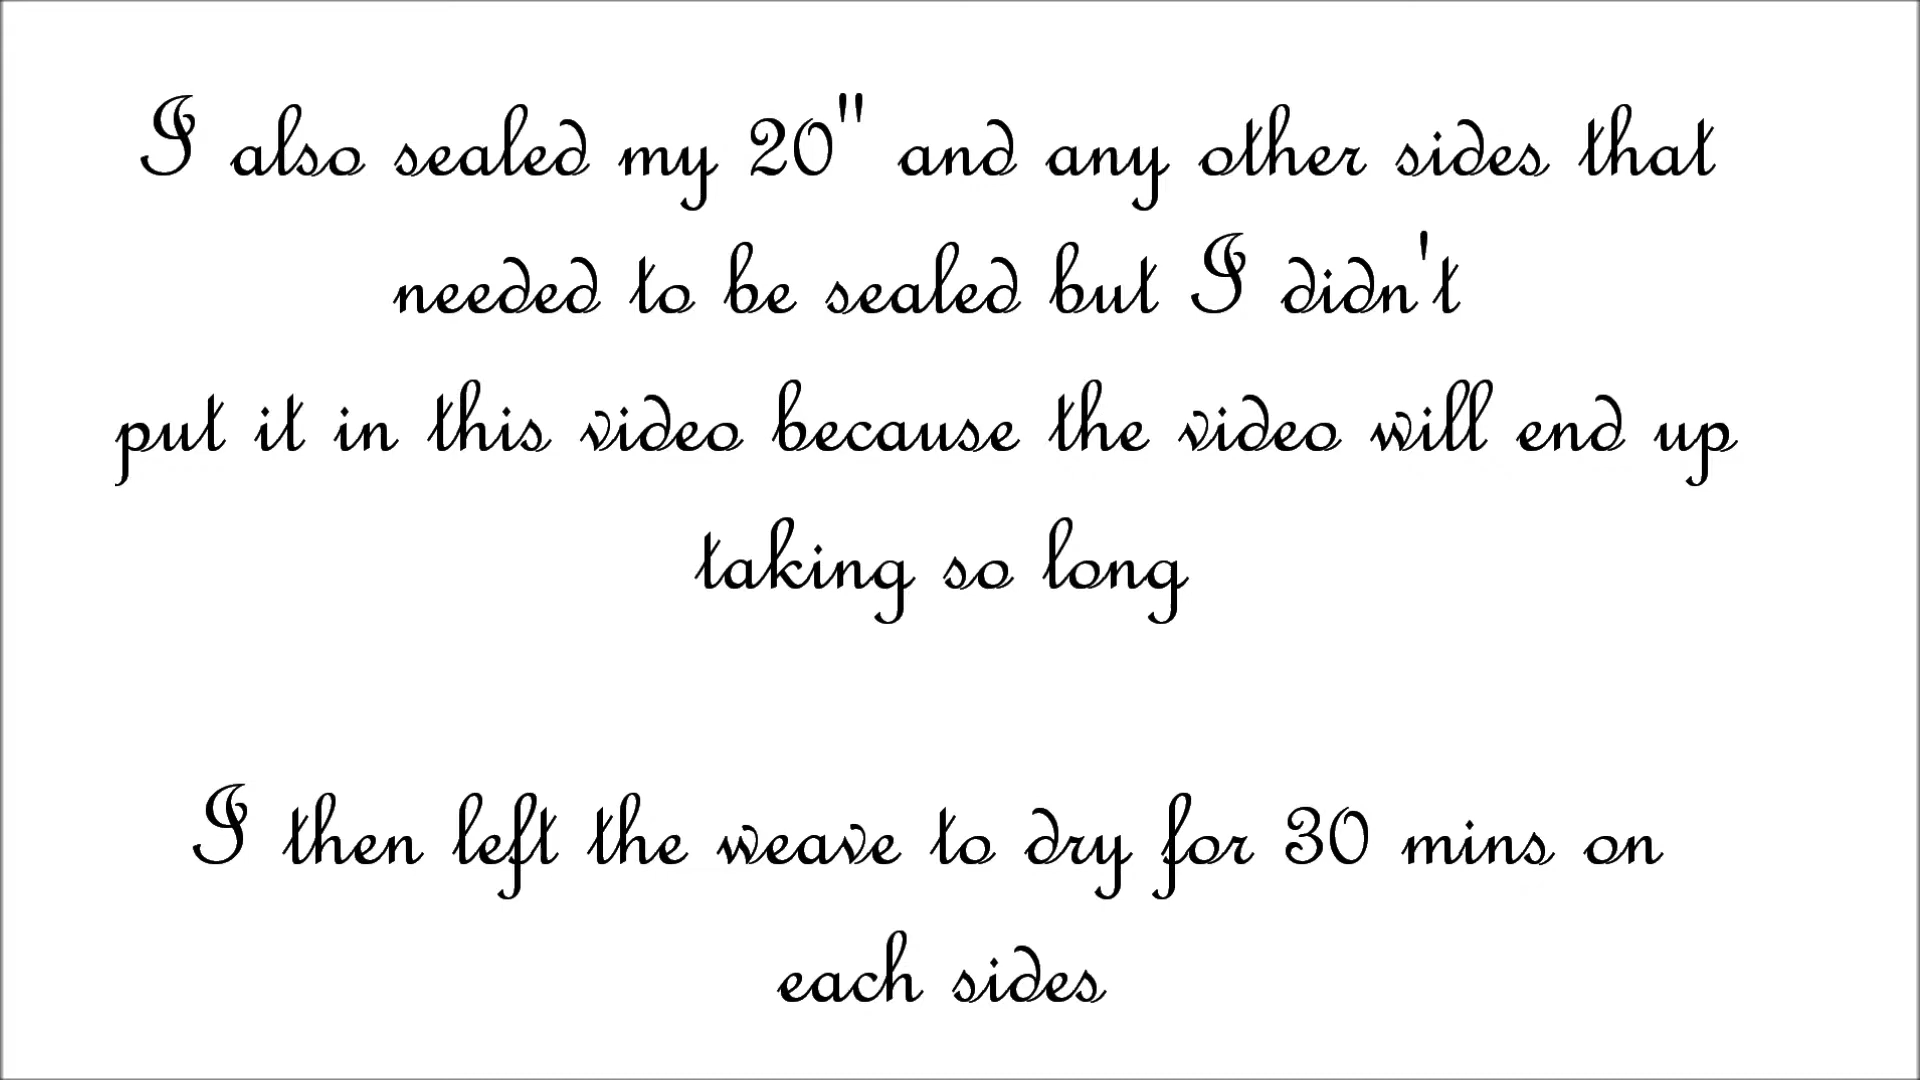 I also sealed my 20" and any other sides that
needed to be sealed but I didn't
put it in this video because the video will end up
taking so long
I then left the weave to dry for 30 mins on
each sides